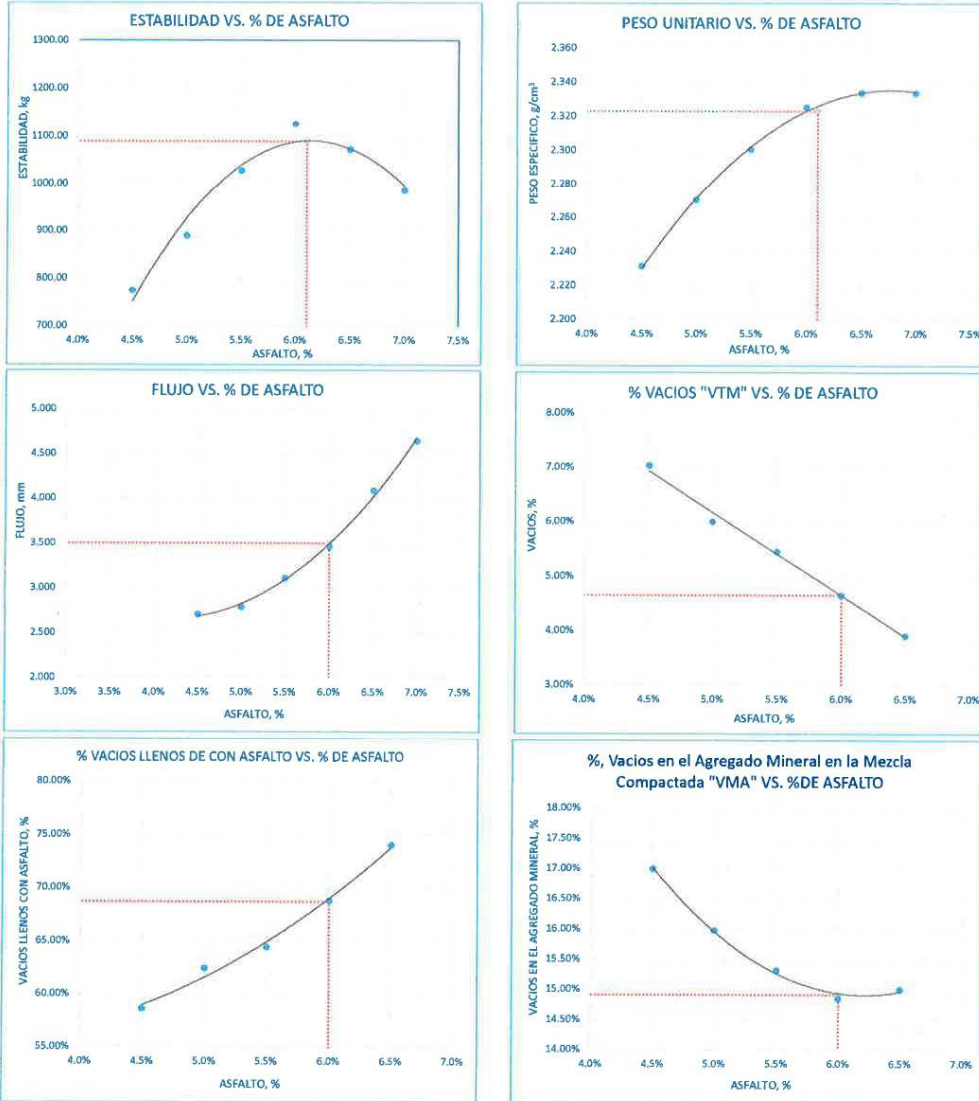 ESTABILIDAD VS. % DE ASFALTO
1300.00
1200.00
1100.00
1000.00
900.00
800.00
700.00
ESTABILIDAD, kg
4.0% 4.5% 5.0% 5.5% 6.0% 6.5% 7.0% 7.5%
ASFALTO, %
PESO UNITARIO VS. % DE ASFALTO
2.360
2.340
2.320
2.300
2.280
2.260
2.240
2.220
2.200
PESO ESPECIFICO, g/cm³
4.0% 4.5% 5.0% 5.5% 6.0% 6.5% 7.0% 7.5%
ASFALTO, %
FLUJO VS. % DE ASFALTO
5.000
4.500
4.000
3.500
3.000
2.500
2.000
FLUJO, mm
3.0% 3.5% 4.0% 4.5% 5.0% 5.5% 6.0% 6.5% 7.0% 7.5%
ASFALTO, %
% VACIOS "VTM" VS. % DE ASFALTO
8.00%
7.00%
6.00%
5.00%
4.00%
3.00%
VACIOS, %
4.0% 4.5% 5.0% 5.5% 6.0% 6.5% 7.0%
ASFALTO, %
% VACIOS LLENOS DE CON ASFALTO VS. % DE ASFALTO
80.00%
75.00%
70.00%
65.00%
60.00%
55.00%
VACIOS LLENOS CON ASFALTO, %
4.0% 4.5% 5.0% 5.5% 6.0% 6.5% 7.0%
ASFALTO, %
%, Vacios en el Agregado Mineral en la Mezcla
Compactada "VMA" VS. %DE ASFALTO
18.00%
17.50%
17.00%
16.50%
16.00%
15.50%
15.00%
14.50%
14.00%
VACIOS EN EL AGREGADO MINERAL, %
4.0% 4.5% 5.0% 5.5% 6.0% 6.5% 7.0%
ASFALTO, %